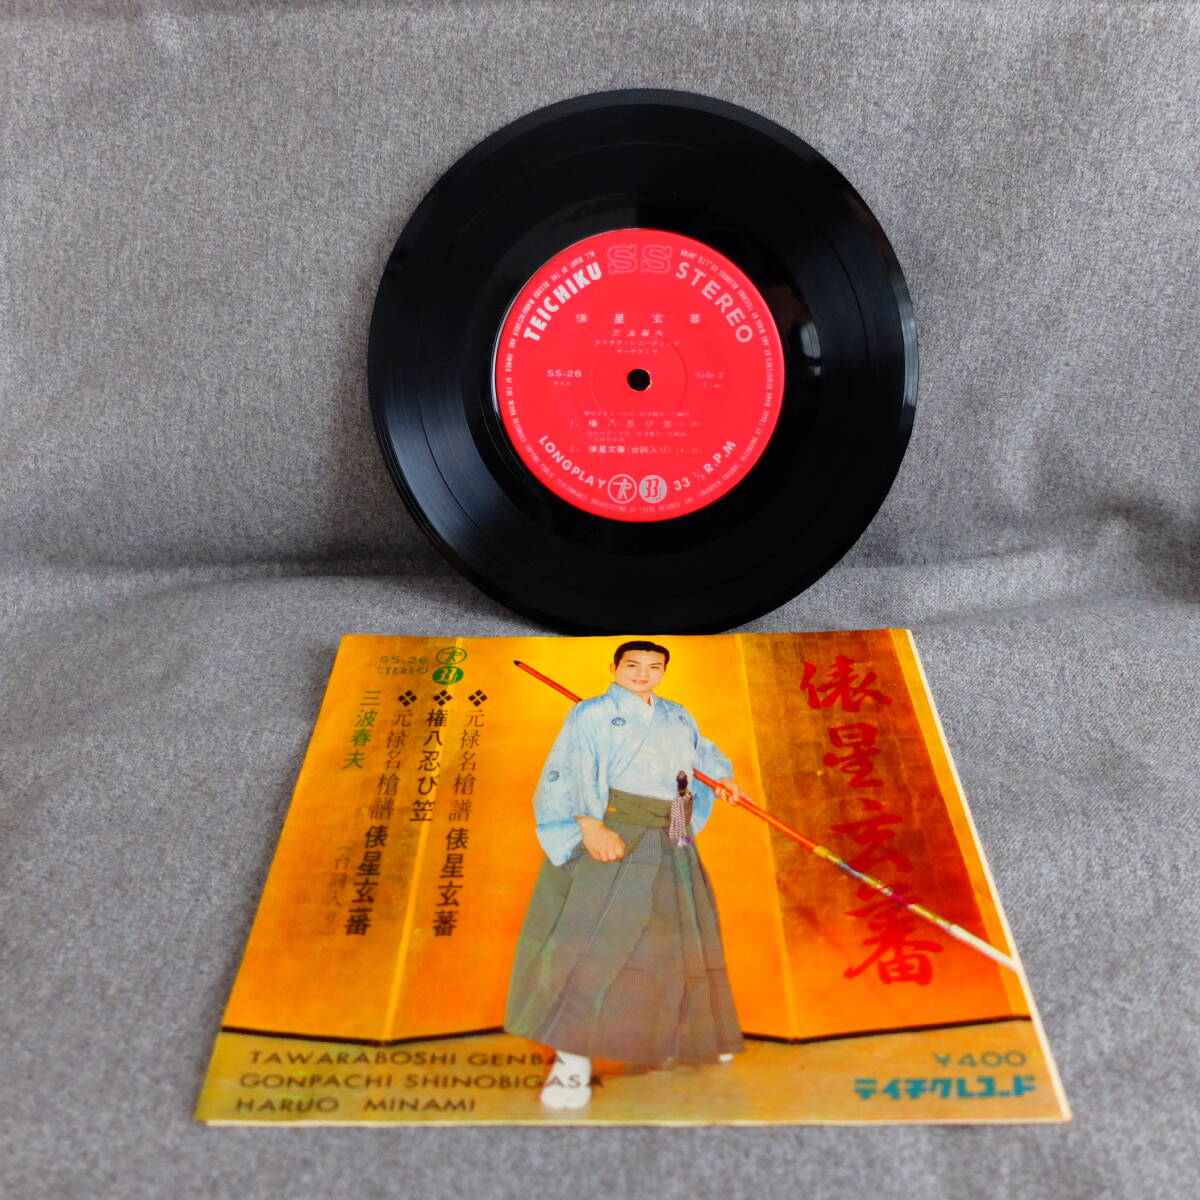 TEICHIKU SS STEREO
俵星玄蕃
三波春夫
テイチク・レコーディング
オーケストラ
SS-26
Side-2
1. 権八忍び笠
2. 俵星玄蕃(台詞入り)
LONGPLAY 33 33 1/3 R.P.M
SS-26
STEREO
33
俵星玄蕃
❖元禄名槍譜 俵星玄蕃
❖権八忍び笠
❖元禄名槍譜 俵星玄蕃
(台詞入り)
三波春夫
TAWARABOSHI GENBA
GONPACHI SHINOBIGASA
HARUO MINAMI
¥400
テイチクレコード